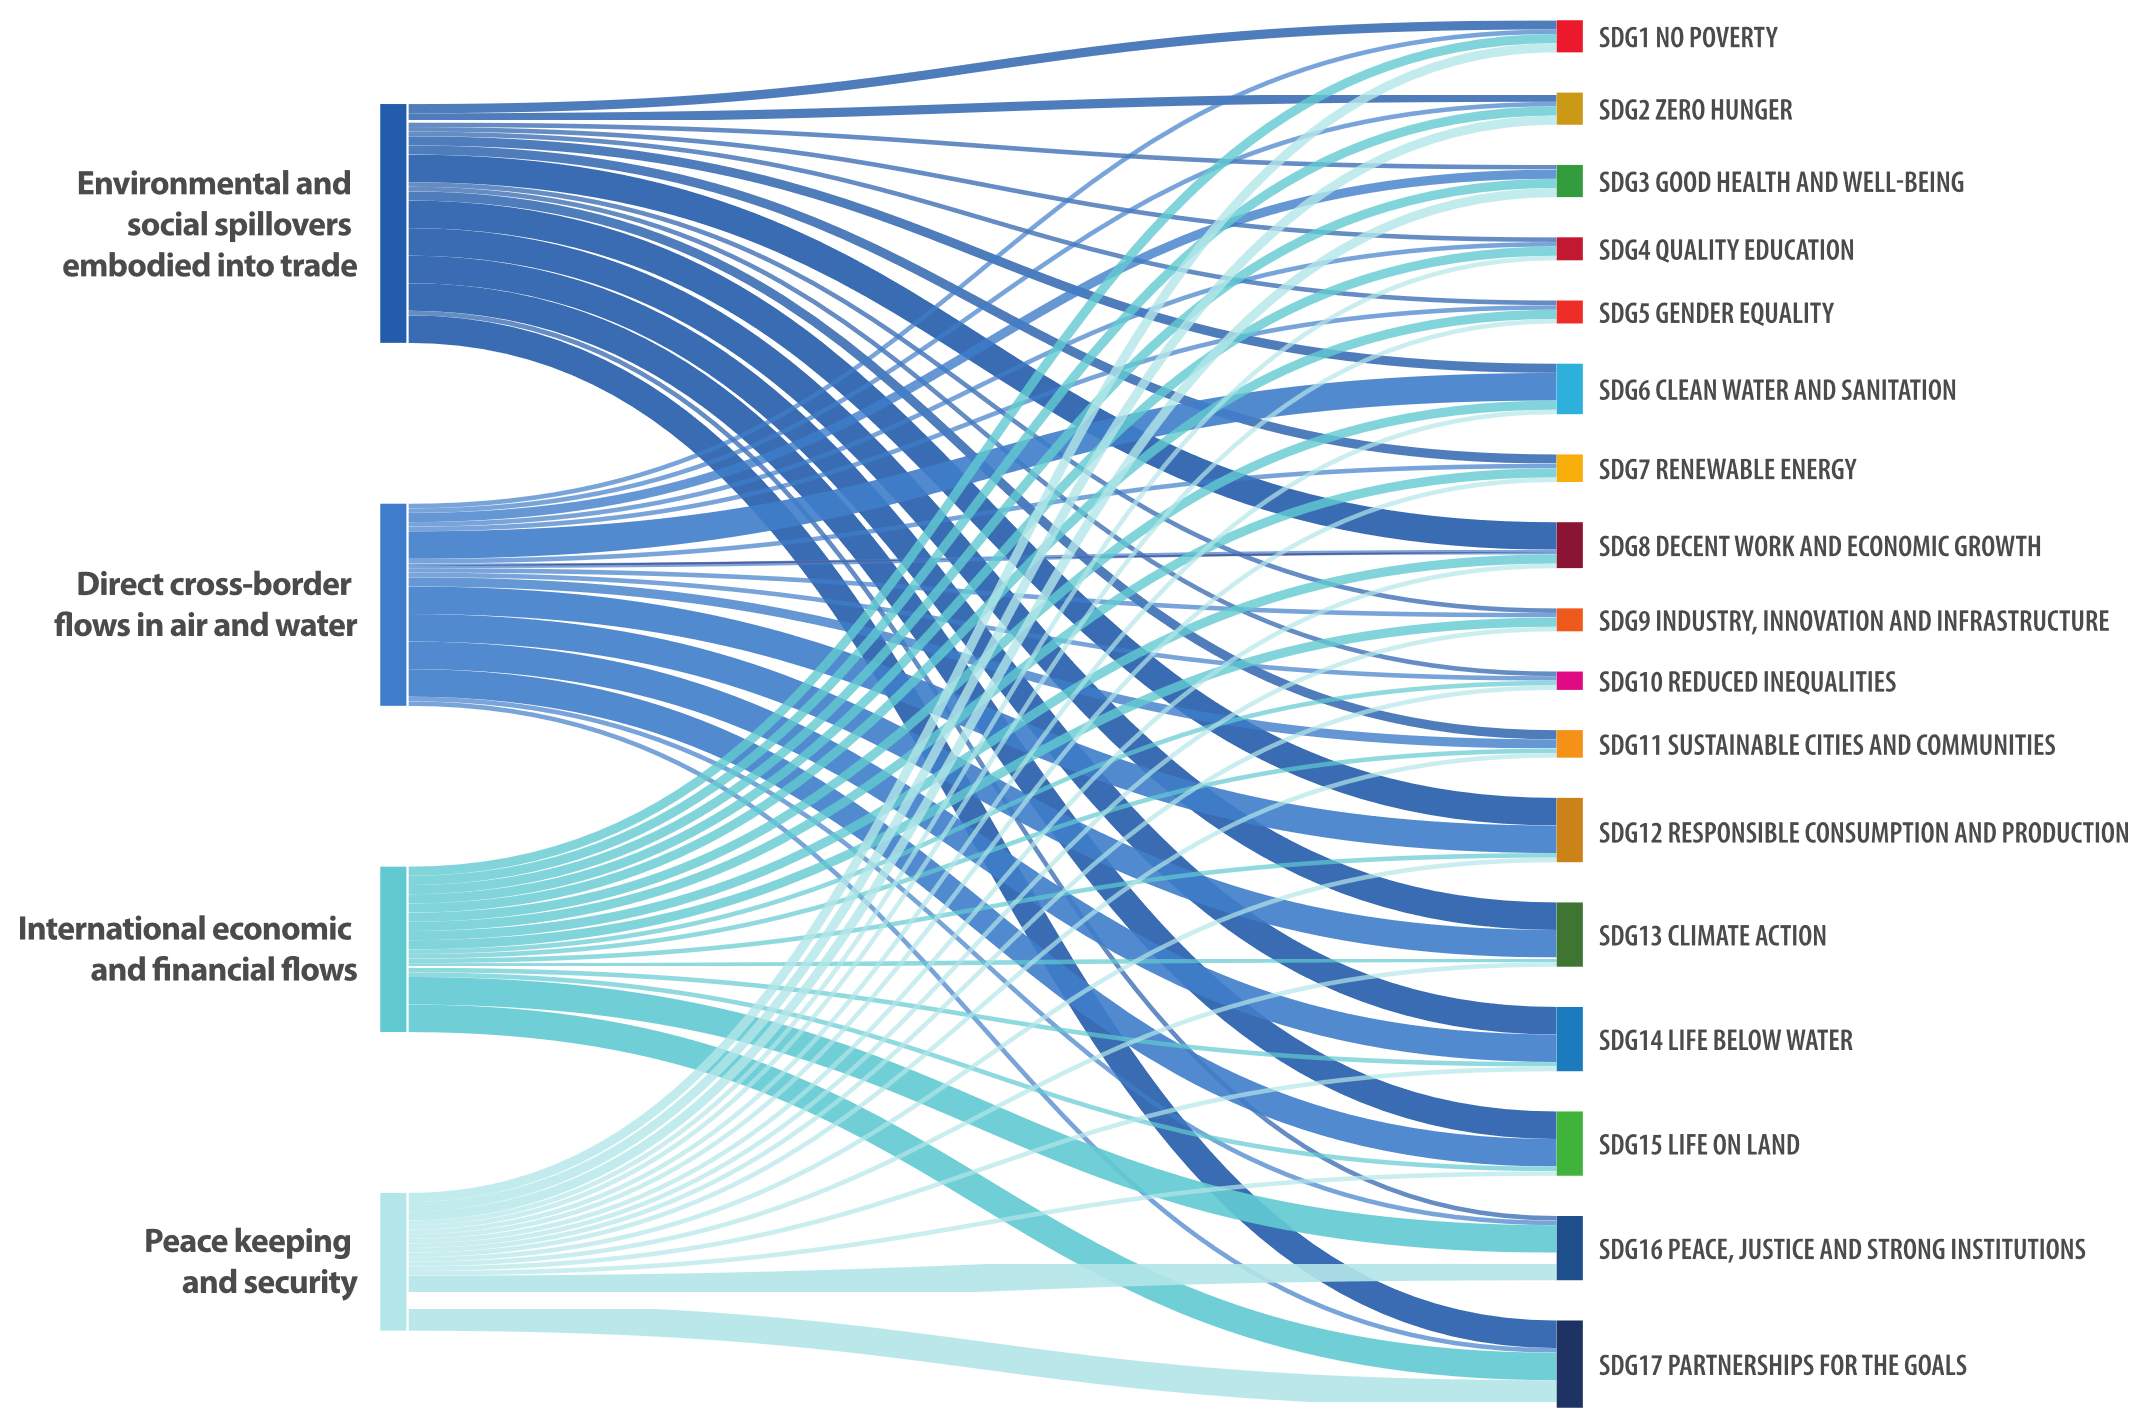 Environmental and
social spillovers
embodied into trade
Direct cross-border
flows in air and water
International economic
and financial flows
Peace keeping
and security
SDG1 NO POVERTY
SDG2 ZERO HUNGER
SDG3 GOOD HEALTH AND WELL-BEING
SDG4 QUALITY EDUCATION
SDG5 GENDER EQUALITY
SDG6 CLEAN WATER AND SANITATION
SDG7 RENEWABLE ENERGY
SDG8 DECENT WORK AND ECONOMIC GROWTH
SDG9 INDUSTRY, INNOVATION AND INFRASTRUCTURE
SDG10 REDUCED INEQUALITIES
SDG11 SUSTAINABLE CITIES AND COMMUNITIES
SDG12 RESPONSIBLE CONSUMPTION AND PRODUCTION
SDG13 CLIMATE ACTION
SDG14 LIFE BELOW WATER
SDG15 LIFE ON LAND
SDG16 PEACE, JUSTICE AND STRONG INSTITUTIONS
SDG17 PARTNERSHIPS FOR THE GOALS